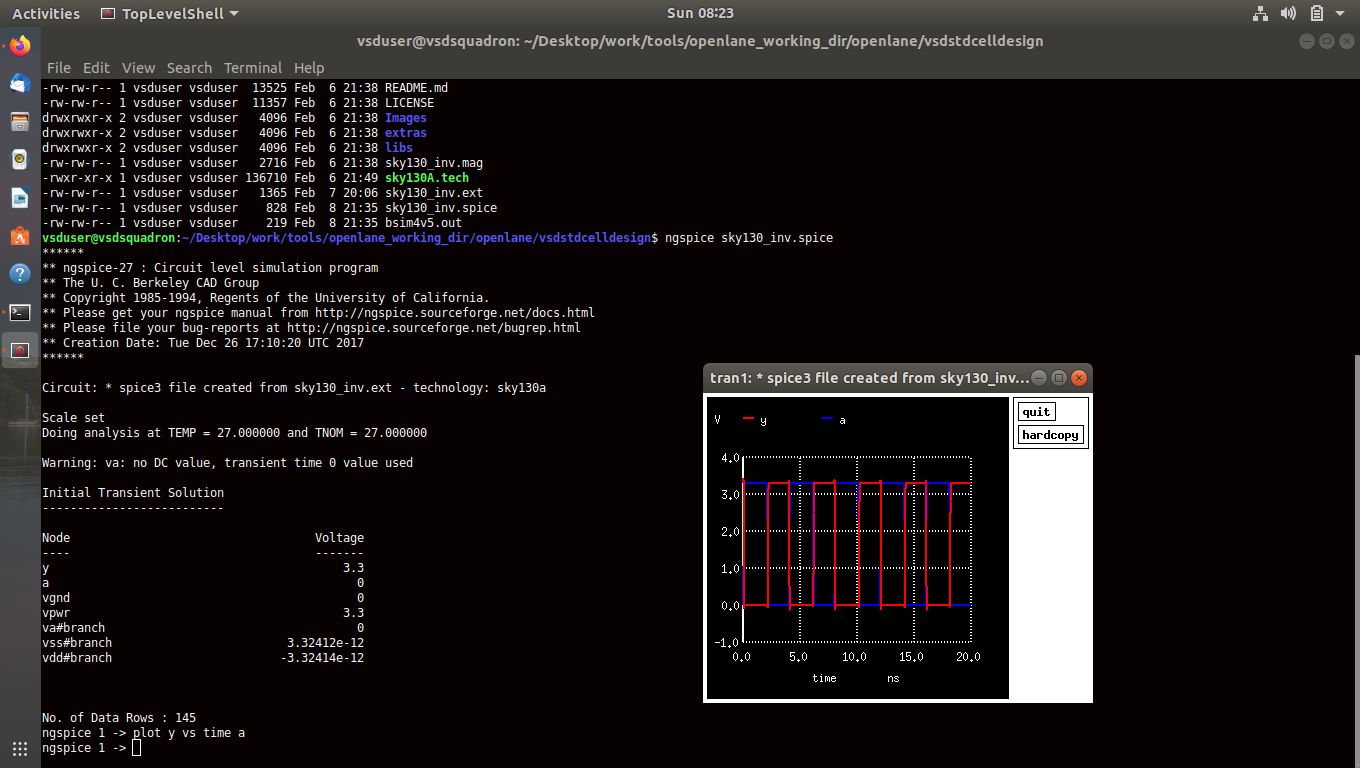 Activities TopLevelShell Sun 08:23
vsduser@vsdsquadron: ~/Desktop/work/tools/openlane_working_dir/openlane/vsdstdcelldesign
File Edit View Search Terminal Help
-rw-rw-r-- 1 vsduser vsduser  13525 Feb  6 21:38 README.md
-rw-rw-r-- 1 vsduser vsduser  11357 Feb  6 21:38 LICENSE
drwxrwxr-x 2 vsduser vsduser   4096 Feb  6 21:38 Images
drwxrwxr-x 2 vsduser vsduser   4096 Feb  6 21:38 extras
drwxrwxr-x 2 vsduser vsduser   4096 Feb  6 21:38 libs
-rw-rw-r-- 1 vsduser vsduser   2716 Feb  6 21:38 sky130_inv.mag
-rwxr-xr-x 1 vsduser vsduser 136710 Feb  6 21:49 sky130A.tech
-rw-rw-r-- 1 vsduser vsduser   1365 Feb  7 20:06 sky130_inv.ext
-rw-rw-r-- 1 vsduser vsduser    828 Feb  8 21:35 sky130_inv.spice
-rw-rw-r-- 1 vsduser vsduser    219 Feb  8 21:35 bsim4v5.out
vsduser@vsdsquadron:~/Desktop/work/tools/openlane_working_dir/openlane/vsdstdcelldesign$ ngspice sky130_inv.spice
******
** ngspice-27 : Circuit level simulation program
** The U. C. Berkeley CAD Group
** Copyright 1985-1994, Regents of the University of California.
** Please get your ngspice manual from http://ngspice.sourceforge.net/docs.html
** Please file your bug-reports at http://ngspice.sourceforge.net/bugrep.html
** Creation Date: Tue Dec 26 17:10:20 UTC 2017
******
Circuit: * spice3 file created from sky130_inv.ext - technology: sky130a
Scale set
Doing analysis at TEMP = 27.000000 and TNOM = 27.000000
Warning: va: no DC value, transient time 0 value used
Initial Transient Solution
--------------------------
Node                                   Voltage
----                                   -------
y                                          3.3
a                                            0
vgnd                                         0
vpwr                                       3.3
va#branch                                    0
vss#branch                         3.32412e-12
vdd#branch                        -3.32414e-12
No. of Data Rows : 145
ngspice 1 -> plot y vs time a
ngspice 1 ->
tran1: * spice3 file created from sky130_inv...
quit
hardcopy
V y a
4.0
3.0
2.0
1.0
0.0
-1.0
0.0 5.0 10.0 15.0 20.0
time ns